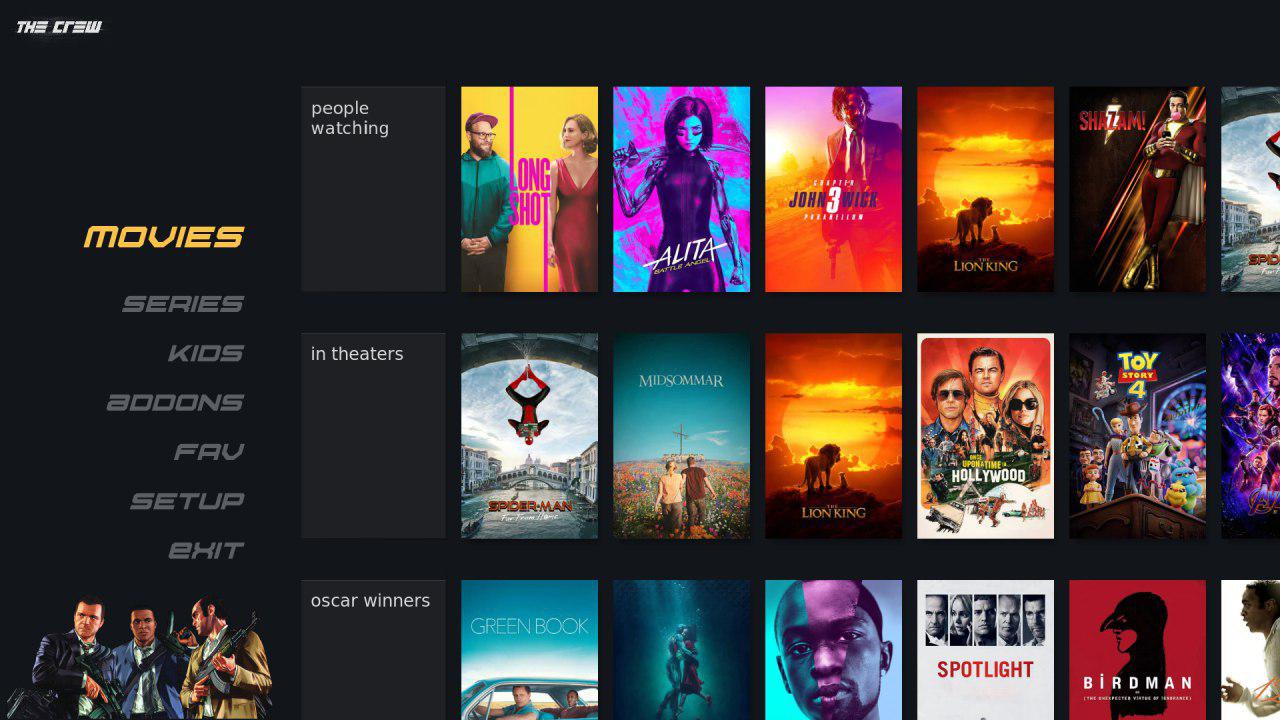 THE CREW
MOVIES
SERIES
KIDS
ADDONS
FAV
SETUP
EXIT
people
watching
LONG
SHOT
ALITA
BATTLE ANGEL
CHAPTER
JOHN 3 WICK
PARABELLUM
THE
LION KING
SHAZAM!
in theaters
SPIDER-MAN
Far From Home
MIDSOMMAR
THE
LION KING
ONCE
UPON A TIME IN
HOLLYWOOD
TOY
STORY
4
oscar winners
GREEN BOOK
SPOTLIGHT
BIRDMAN
OR
(THE UNEXPECTED VIRTUE OF IGNORANCE)